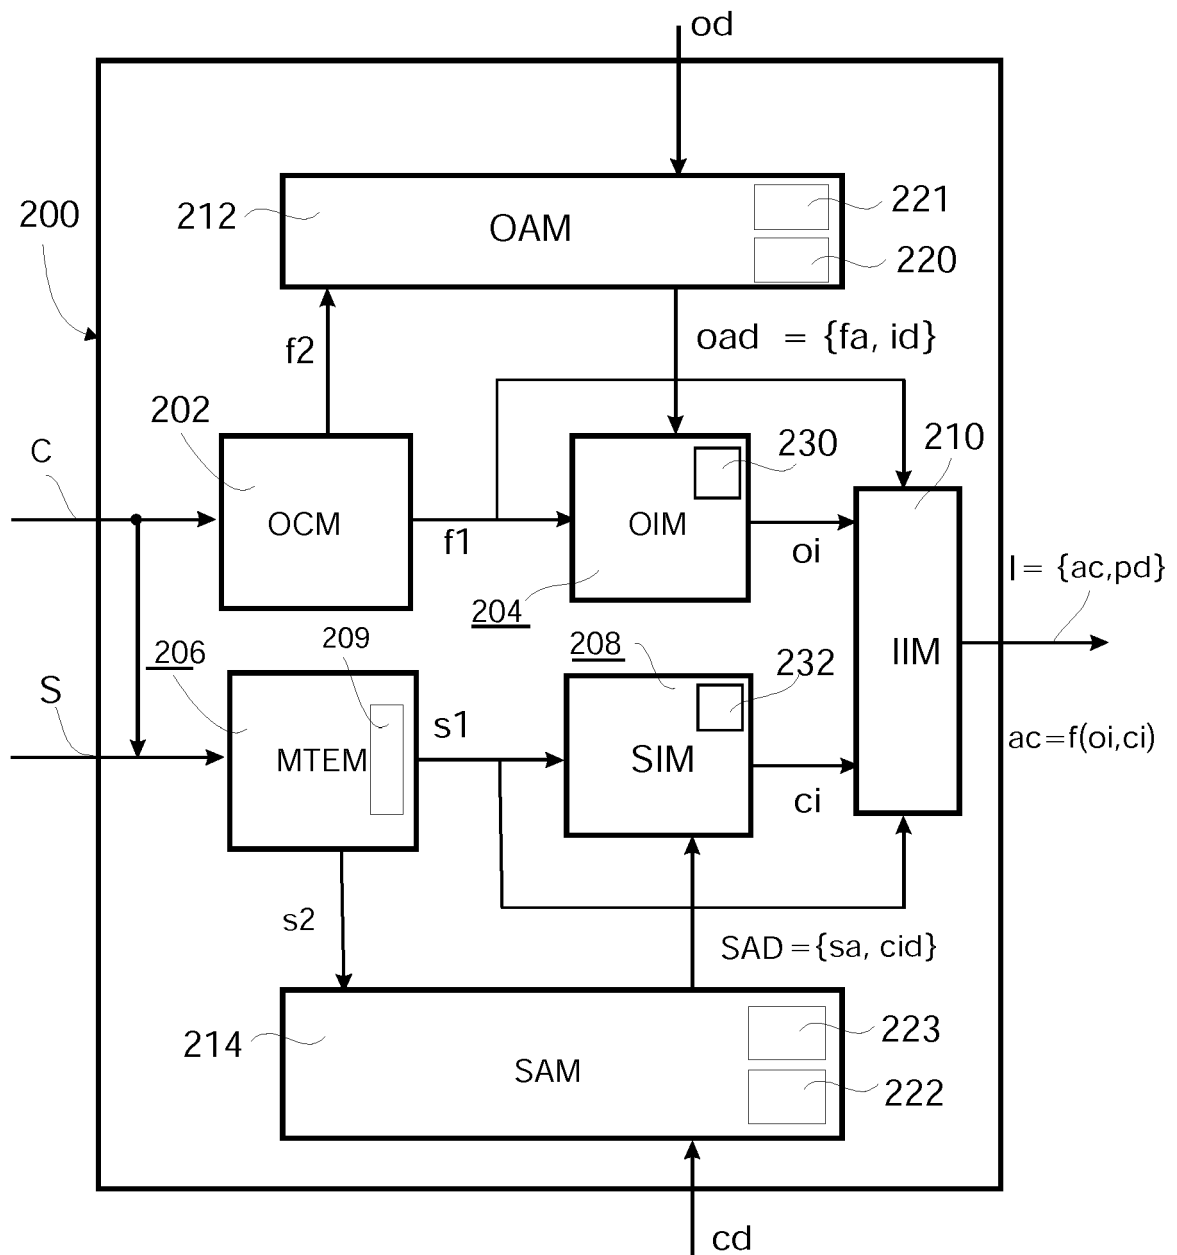 od
221
200
212
OAM
220
f2
oad = {fa, id}
202
230
210
C
OCM
f1
OIM
oi
I= {ac,pd}
204
206
209
208
232
IIM
S
s1
MTEM
SIM
ac=f(oi,ci)
ci
s2
SAD={sa, cid}
214
223
SAM
222
cd